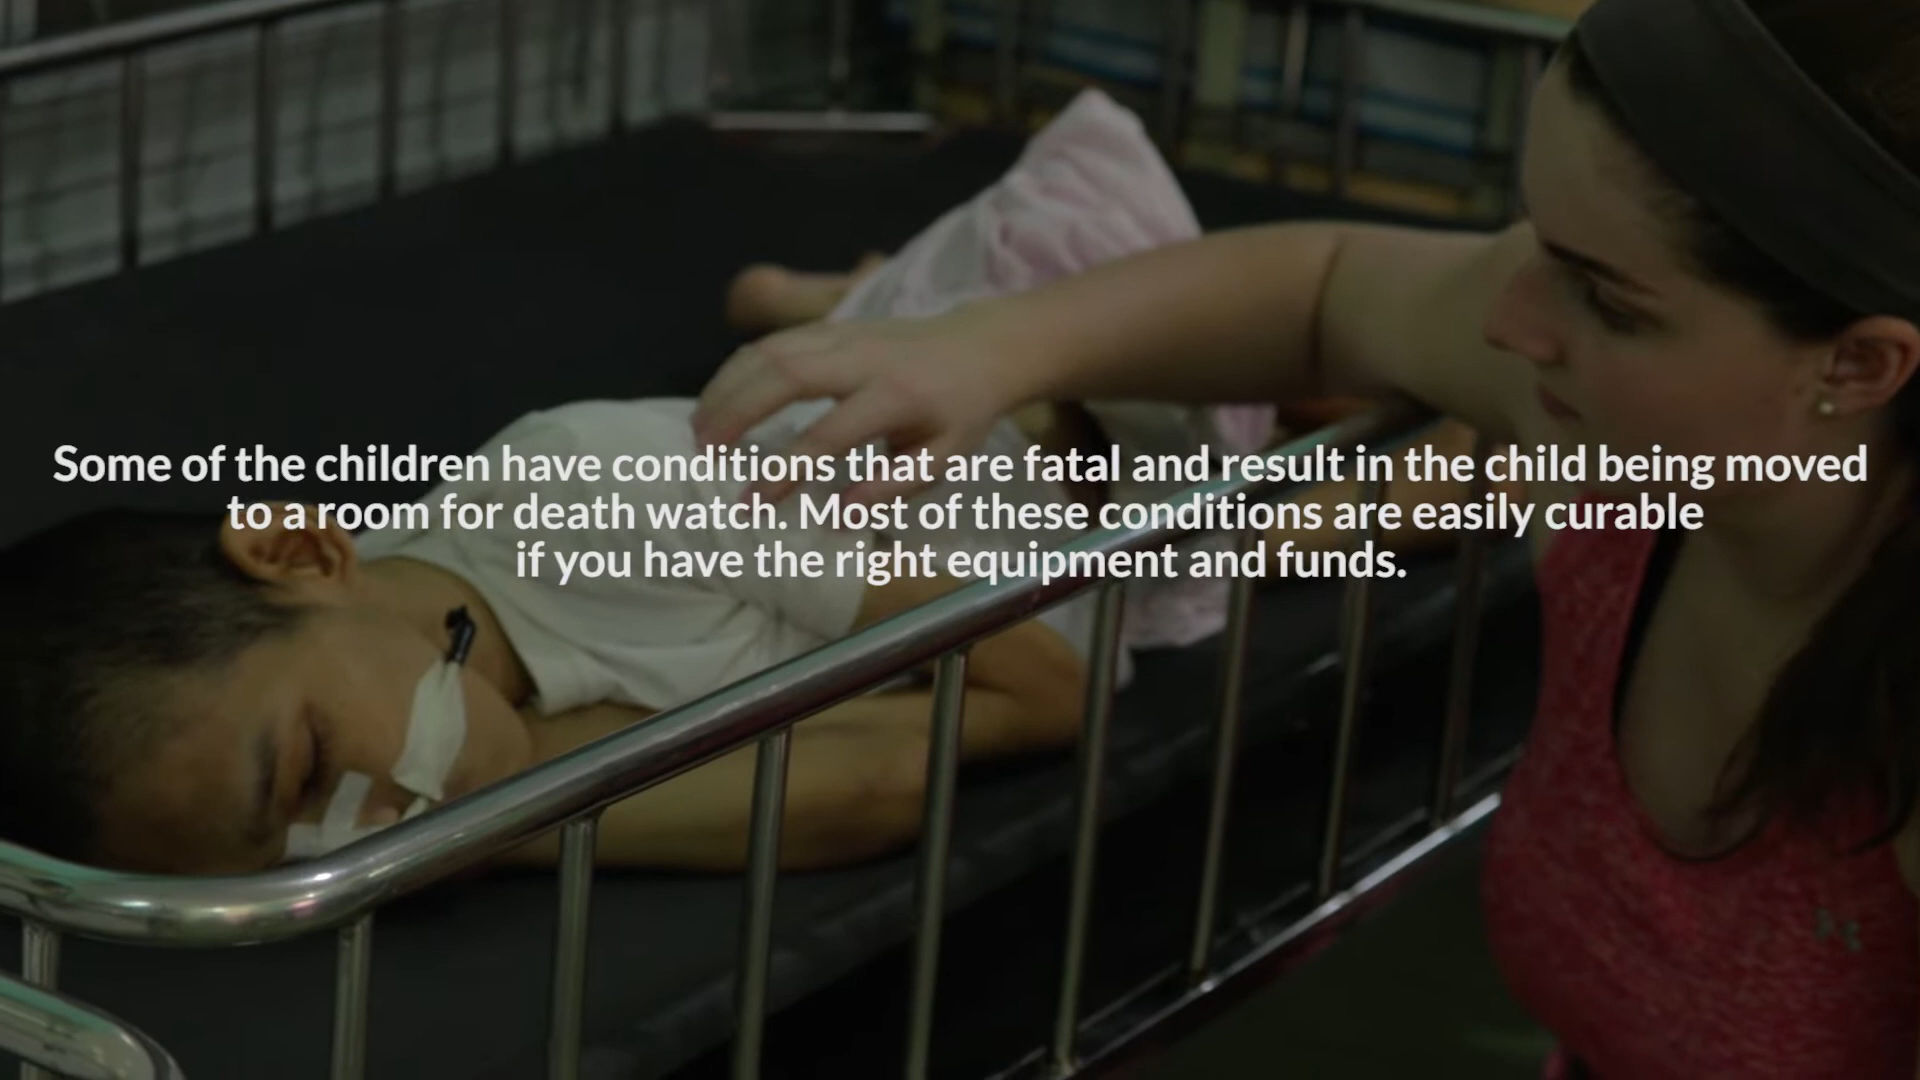 Some of the children have conditions that are fatal and result in the child being moved
to a room for death watch. Most of these conditions are easily curable
if you have the right equipment and funds.